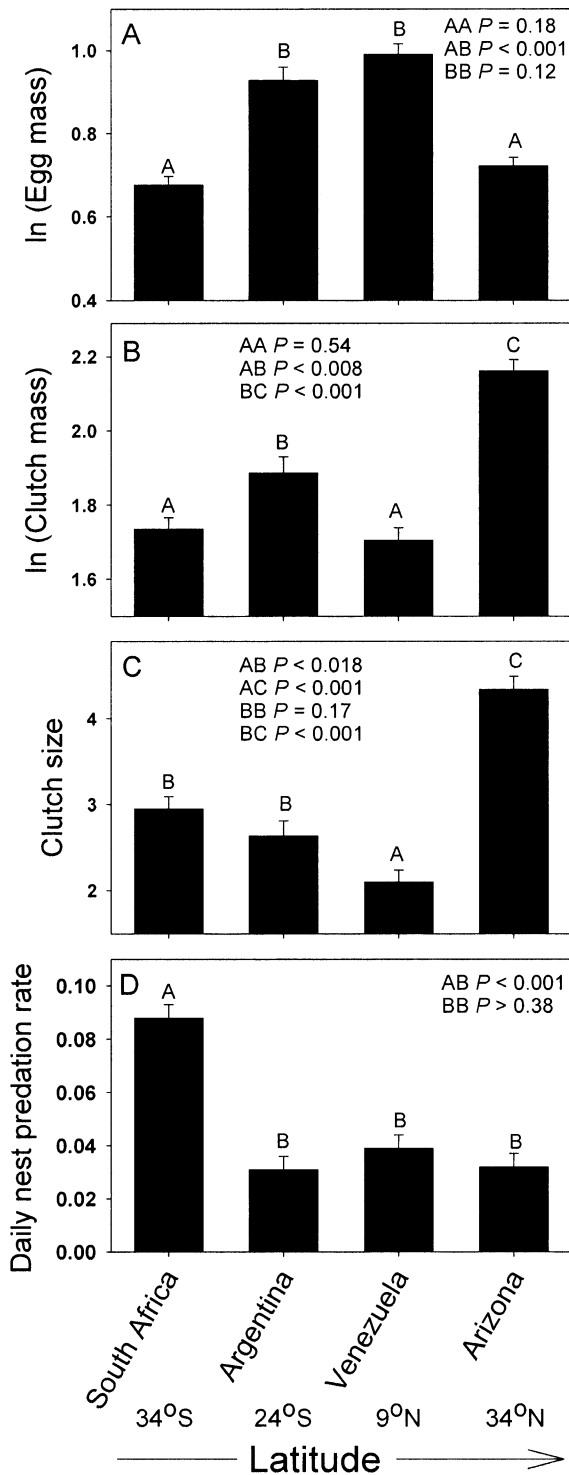 A
AA P = 0.18
AB P < 0.001
BB P = 0.12
ln (Egg mass)
1.0
0.8
0.6
0.4
A
B
B
A
B
AA P = 0.54
AB P < 0.008
BC P < 0.001
ln (Clutch mass)
2.2
2.0
1.8
1.6
A
B
A
C
C
AB P < 0.018
AC P < 0.001
BB P = 0.17
BC P < 0.001
Clutch size
4
3
2
B
B
A
C
D
AB P < 0.001
BB P > 0.38
Daily nest predation rate
0.10
0.08
0.06
0.04
0.02
0.00
A
B
B
B
South Africa
Argentina
Venezuela
Arizona
34°S 24°S 9°N 34°N
Latitude